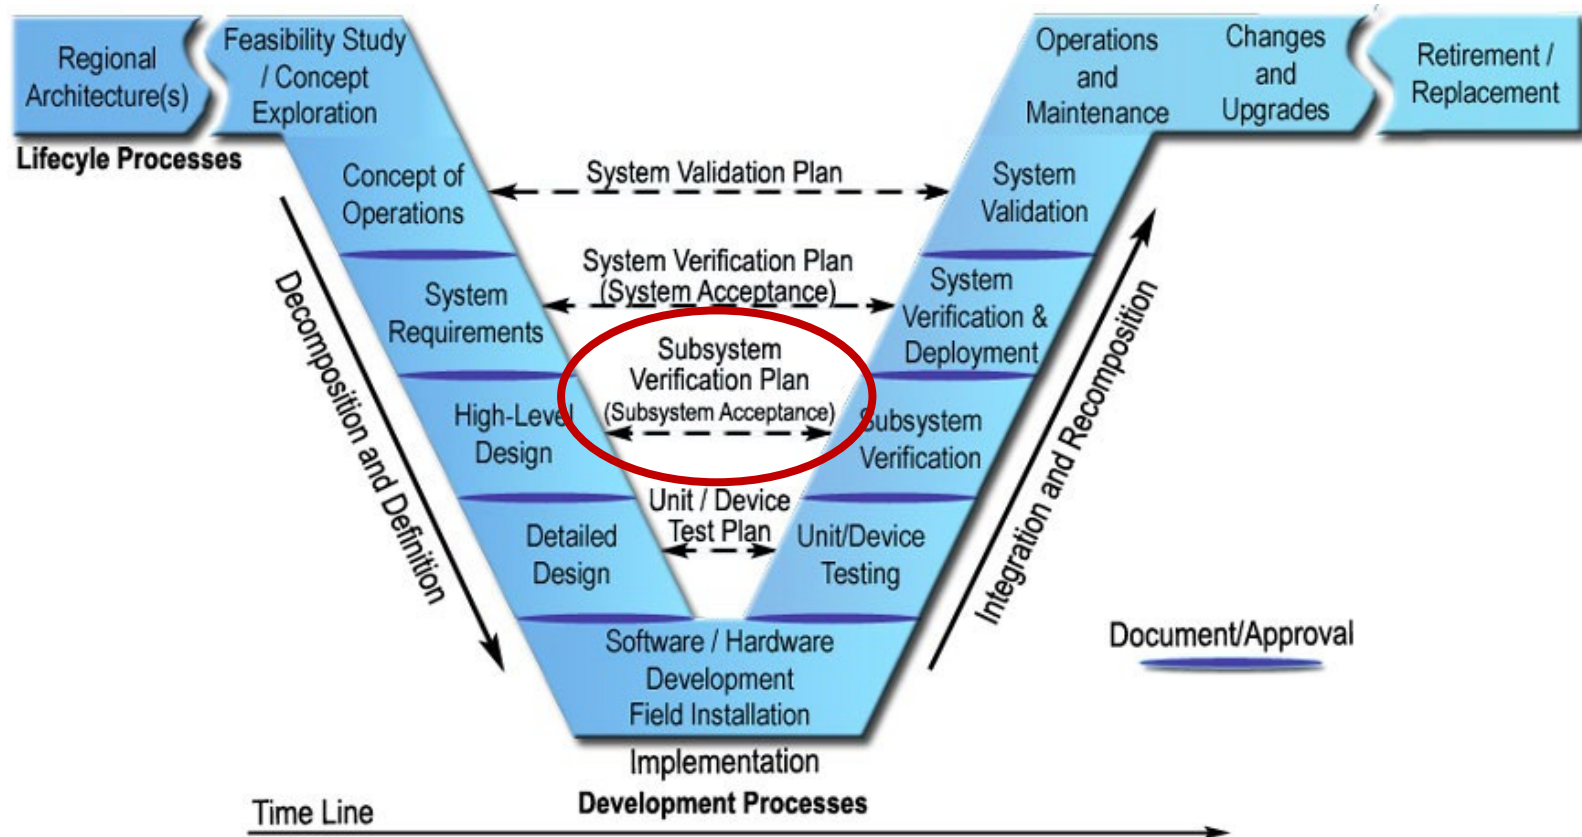 Regional
Architecture(s)
Feasibility Study
/ Concept
Exploration
Operations
and
Maintenance
Changes
and
Upgrades
Retirement /
Replacement
Lifecyle Processes
Concept of
Operations
System Validation Plan
System
Validation
System
Requirements
System Verification Plan
(System Acceptance)
System
Verification &
Deployment
High-Level
Design
Subsystem
Verification Plan
(Subsystem Acceptance)
Subsystem
Verification
Detailed
Design
Unit / Device
Test Plan
Unit/Device
Testing
Decomposition and Definition
Integration and Recomposition
Software / Hardware
Development
Field Installation
Document/Approval
Implementation
Development Processes
Time Line